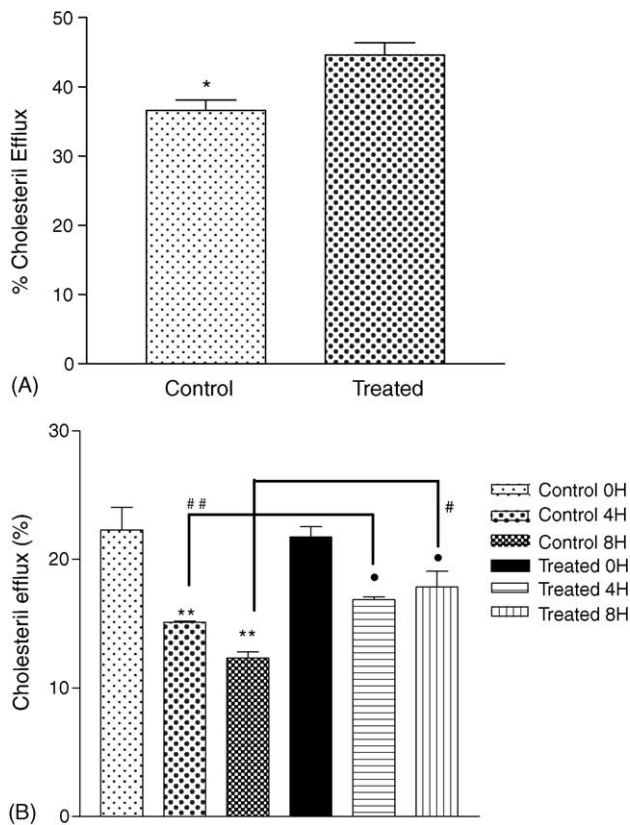 50
40
30
20
10
0
% Cholesteril Efflux
*
Control
Treated
(A)
30
20
10
0
Cholesteril efflux (%)
**
**
##
#
Control 0H
Control 4H
Control 8H
Treated 0H
Treated 4H
Treated 8H
(B)